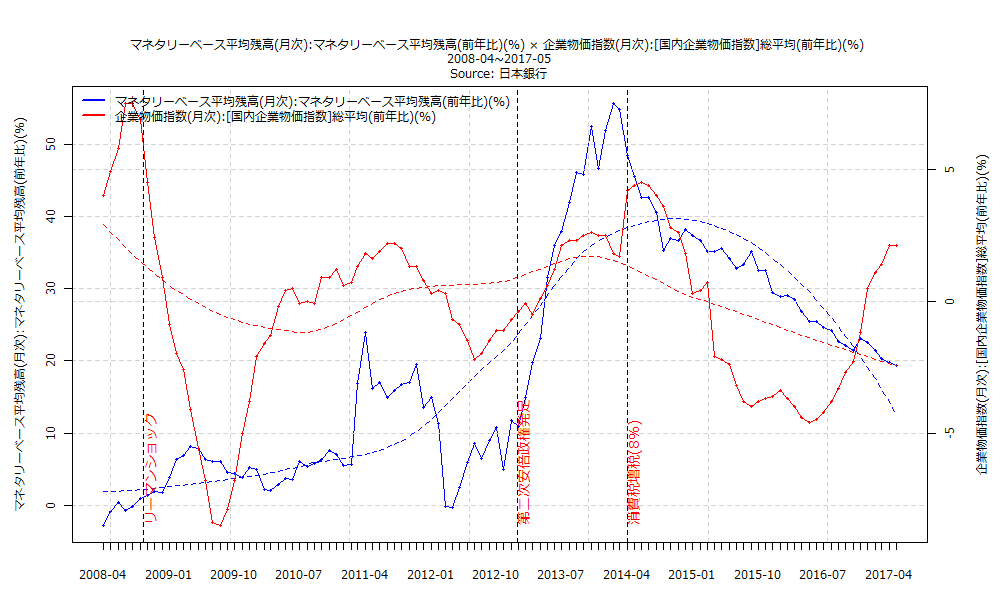 マネタリーベース平均残高(月次):マネタリーベース平均残高(前年比)(%) × 企業物価指数(月次):[国内企業物価指数]総平均(前年比)(%)
2008-04~2017-05
Source: 日本銀行
マネタリーベース平均残高(月次):マネタリーベース平均残高(前年比)(%)
企業物価指数(月次):[国内企業物価指数]総平均(前年比)(%)
マネタリーベース平均残高(月次):マネタリーベース平均残高(前年比)(%)
50
40
30
20
10
0
リーマンショック
第二次安倍政権発足
消費税増税(8%)
5
0
-5
企業物価指数(月次):[国内企業物価指数]総平均(前年比)(%)
2008-04 2009-01 2009-10 2010-07 2011-04 2012-01 2012-10 2013-07 2014-04 2015-01 2015-10 2016-07 2017-04